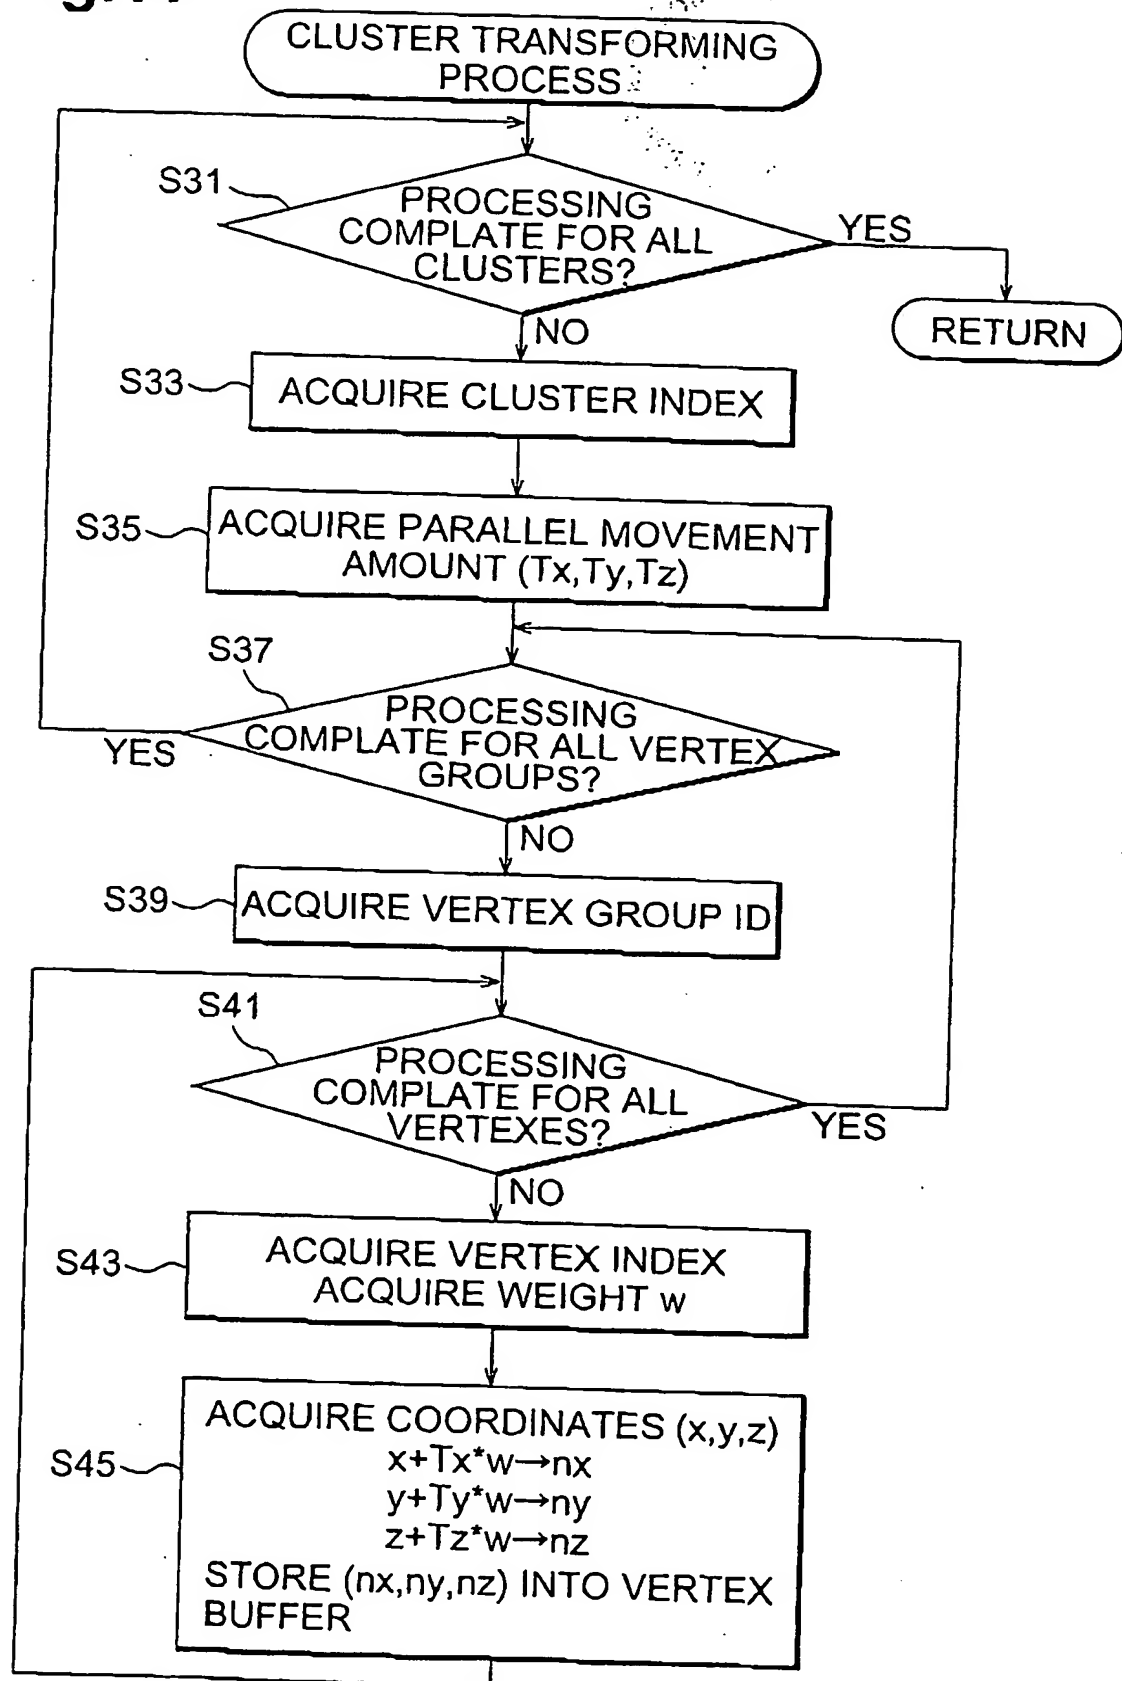 CLUSTER TRANSFORMING
PROCESS
S31
PROCESSING
COMPLATE FOR ALL
CLUSTERS?
YES
RETURN
NO
S33
ACQUIRE CLUSTER INDEX
S35
ACQUIRE PARALLEL MOVEMENT
AMOUNT (Tx,Ty,Tz)
S37
PROCESSING
COMPLATE FOR ALL VERTEX
GROUPS?
YES
NO
S39
ACQUIRE VERTEX GROUP ID
S41
PROCESSING
COMPLATE FOR ALL
VERTEXES?
YES
NO
S43
ACQUIRE VERTEX INDEX
ACQUIRE WEIGHT w
S45
ACQUIRE COORDINATES (x,y,z)
x+Tx*w→nx
y+Ty*w→ny
z+Tz*w→nz
STORE (nx,ny,nz) INTO VERTEX
BUFFER